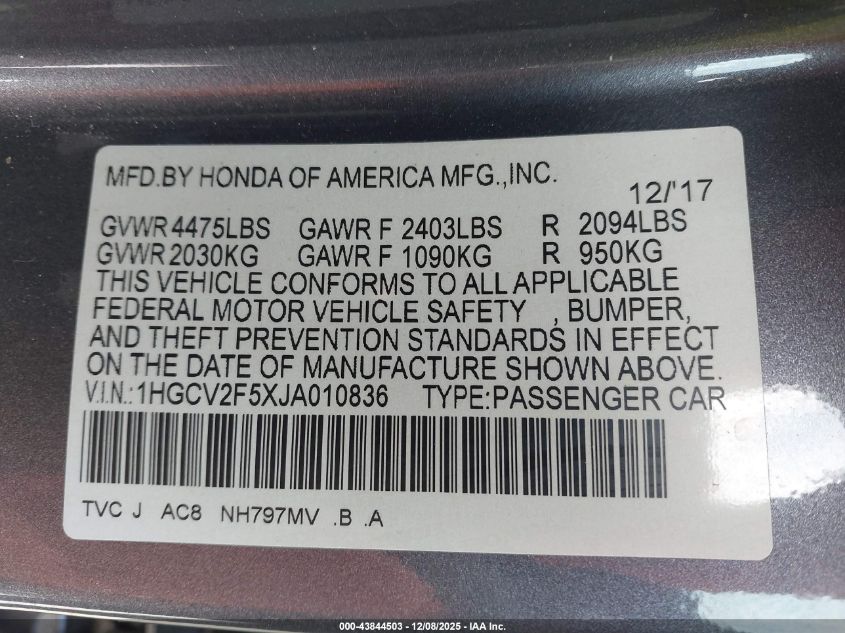 MFD.BY HONDA OF AMERICA MFG.,INC.
12/'17
GVWR 4475LBS GAWR F 2403LBS R 2094LBS
GVWR 2030KG GAWR F 1090KG R 950KG
THIS VEHICLE CONFORMS TO ALL APPLICABLE
FEDERAL MOTOR VEHICLE SAFETY , BUMPER,
AND THEFT PREVENTION STANDARDS IN EFFECT
ON THE DATE OF MANUFACTURE SHOWN ABOVE.
V.I.N.:1HGCV2F5XJA010836 TYPE:PASSENGER CAR
TVC J AC8 NH797MV .B .A
000-43844503 - 12/08/2025 - IAA Inc.